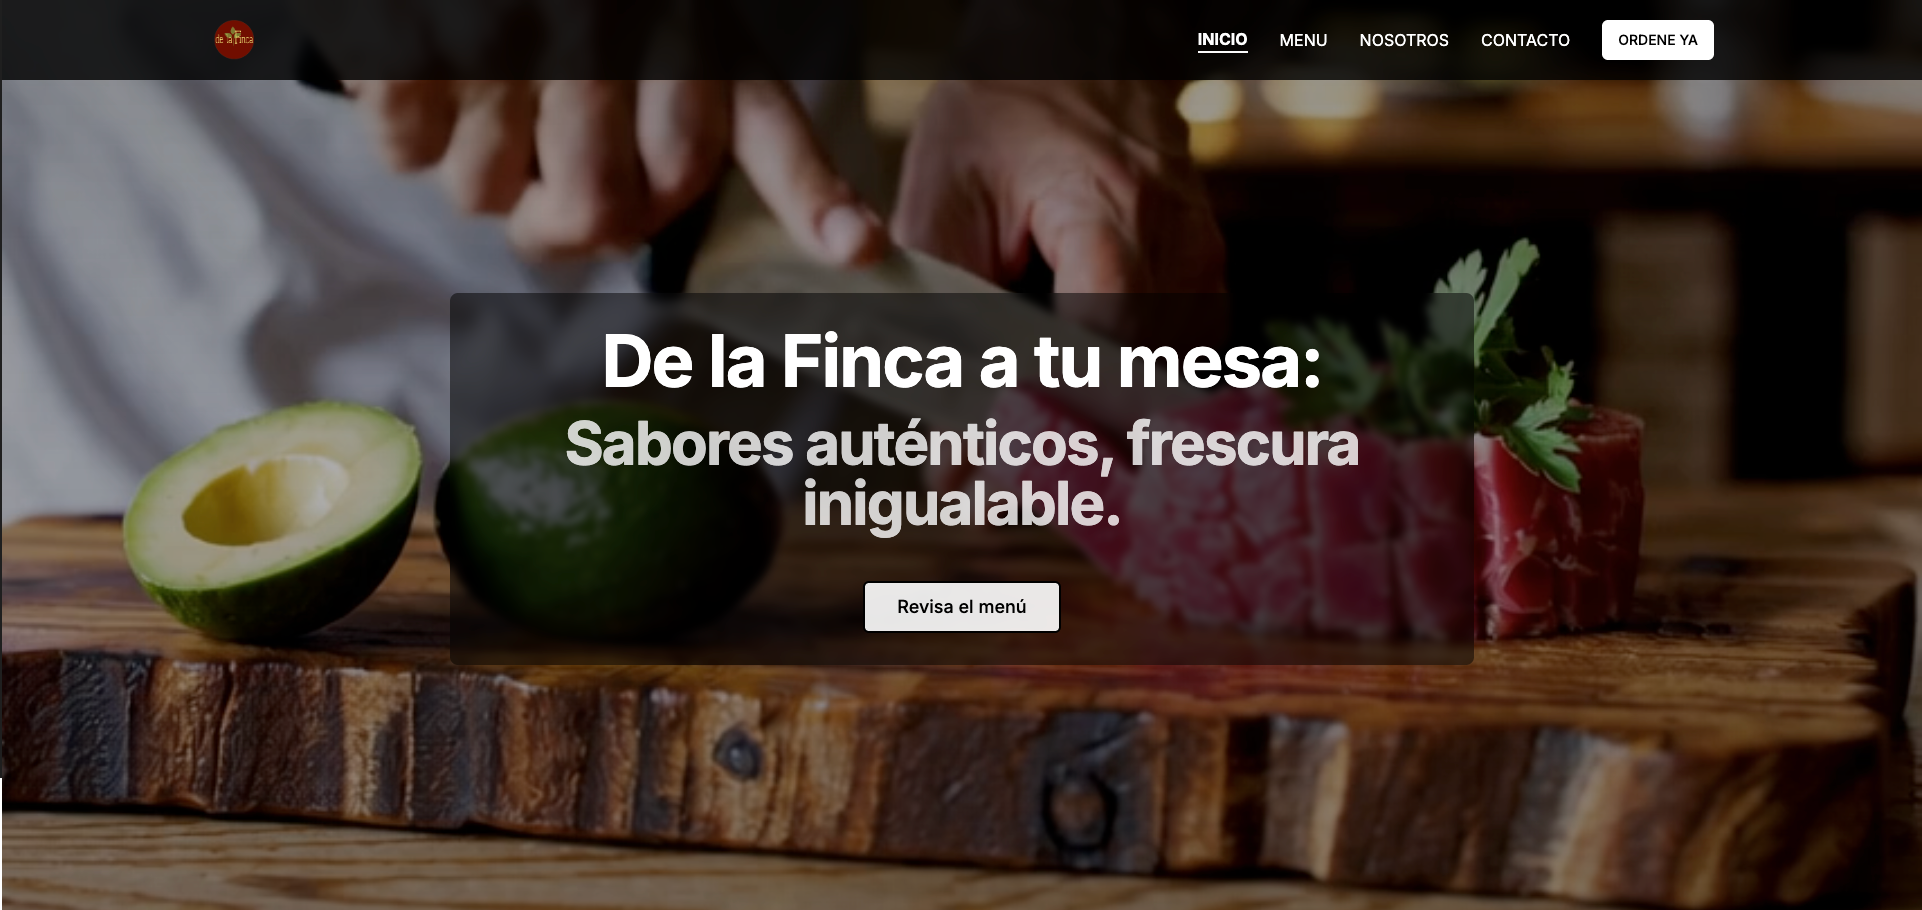 de la Finca
INICIO
MENU
NOSOTROS
CONTACTO
ORDENE YA
De la Finca a tu mesa:
Sabores auténticos, frescura
inigualable.
Revisa el menú